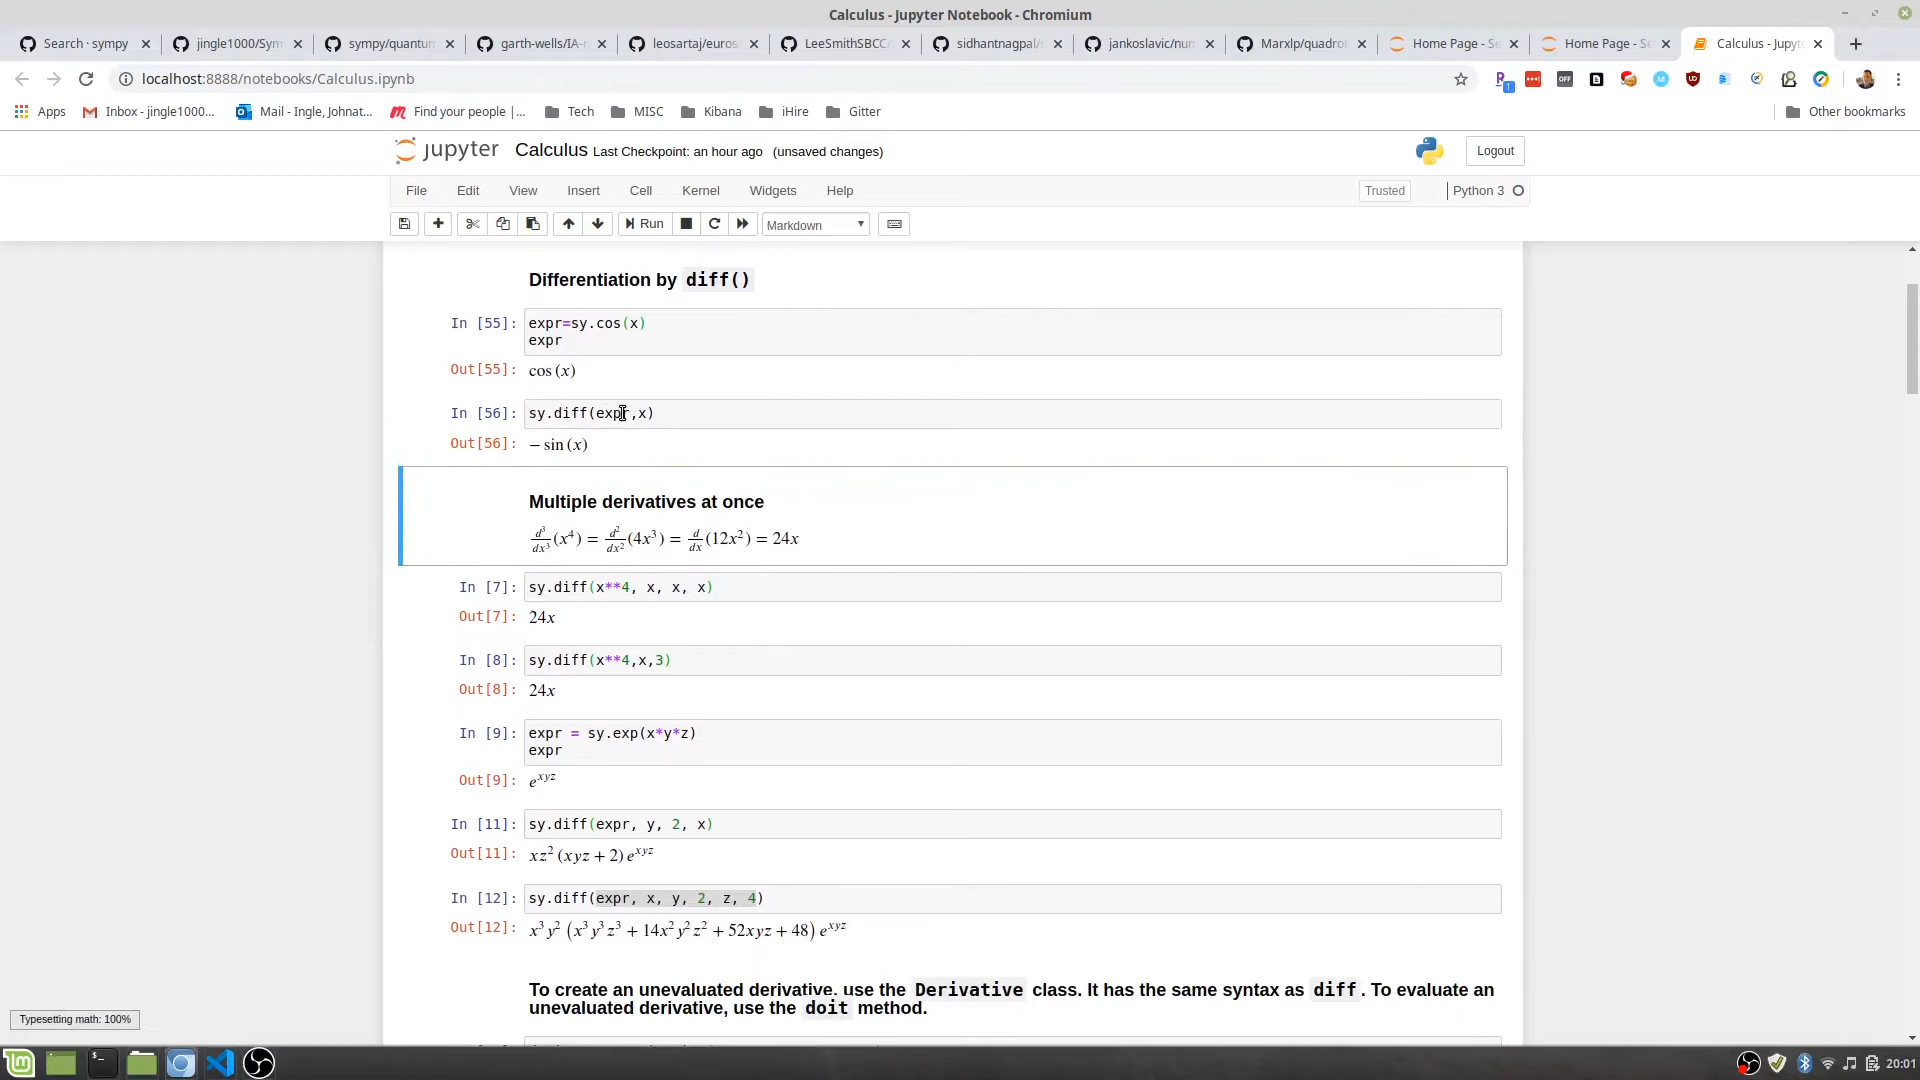 Calculus - Jupyter Notebook - Chromium
Search · sympy
jingle1000/Sym
sympy/quantum
garth-wells/IA-
leosartaj/euros
LeeSmithSBCC/
sidhantnagpal/
jankoslavic/num
Marxlp/quadro
Home Page - Se
Home Page - Se
Calculus - Jupyt
localhost:8888/notebooks/Calculus.ipynb
Apps
Inbox - jingle1000...
Mail - Ingle, Johnat...
Find your people |...
Tech
MISC
Kibana
iHire
Gitter
Other bookmarks
jupyter Calculus Last Checkpoint: an hour ago (unsaved changes)
Logout
File Edit View Insert Cell Kernel Widgets Help
Trusted
Python 3
Run
Markdown
Differentiation by diff()
In [55]: expr=sy.cos(x)
expr
Out[55]: cos (x)
In [56]: sy.diff(expr,x)
Out[56]: − sin (x)
Multiple derivatives at once
d³/dx³(x⁴) = d²/dx²(4x³) = d/dx(12x²) = 24x
In [7]: sy.diff(x**4, x, x, x)
Out[7]: 24x
In [8]: sy.diff(x**4,x,3)
Out[8]: 24x
In [9]: expr = sy.exp(x*y*z)
expr
Out[9]: e^xyz
In [11]: sy.diff(expr, y, 2, x)
Out[11]: xz² (xyz + 2) e^xyz
In [12]: sy.diff(expr, x, y, 2, z, 4)
Out[12]: x³y² (x³y³z³ + 14x²y²z² + 52xyz + 48) e^xyz
To create an unevaluated derivative, use the Derivative class. It has the same syntax as diff. To evaluate an
unevaluated derivative, use the doit method.
Typesetting math: 100%
20:01